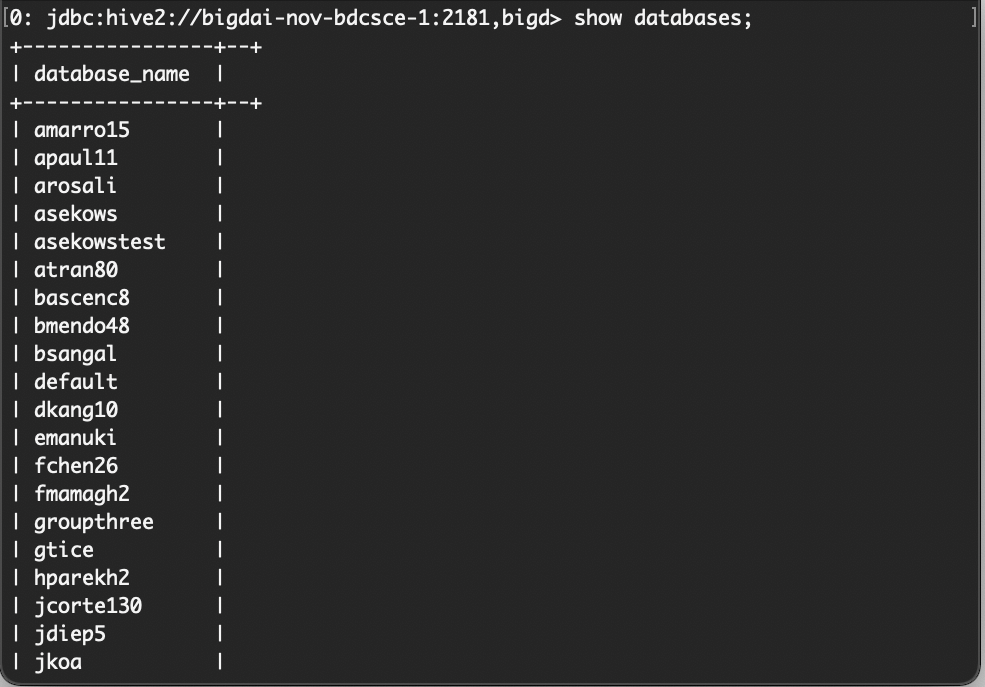 [0: jdbc:hive2://bigdai-nov-bdcsce-1:2181,bigd> show databases; ]
+----------------+--+
| database_name  |
+----------------+--+
| amarro15       |
| apaul11        |
| arosali        |
| asekows        |
| asekowstest    |
| atran80        |
| bascenc8       |
| bmendo48       |
| bsangal        |
| default        |
| dkang10        |
| emanuki        |
| fchen26        |
| fmamagh2       |
| groupthree     |
| gtice          |
| hparekh2       |
| jcorte130      |
| jdiep5         |
| jkoa           |